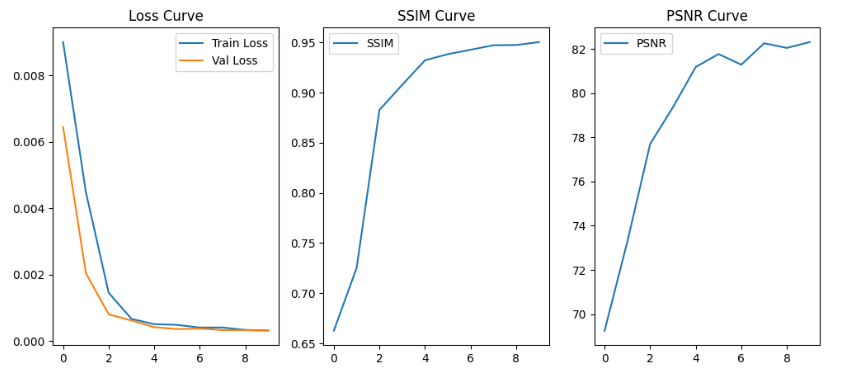 Loss Curve
Train Loss
Val Loss
0.008
0.006
0.004
0.002
0.000
0 2 4 6 8
SSIM Curve
SSIM
0.95
0.90
0.85
0.80
0.75
0.70
0.65
0 2 4 6 8
PSNR Curve
PSNR
82
80
78
76
74
72
70
0 2 4 6 8